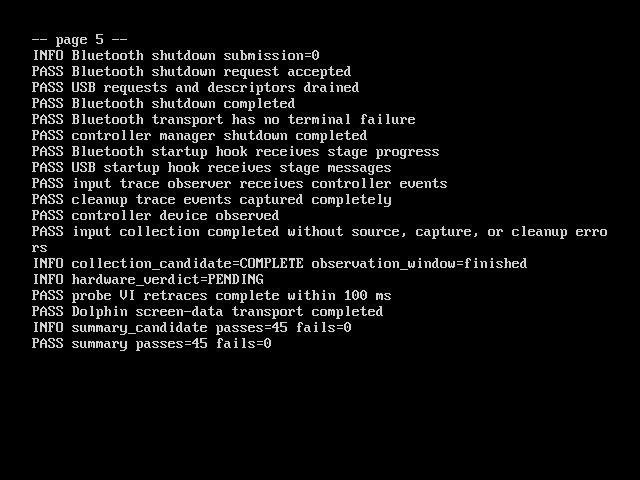 -- page 5 --
INFO Bluetooth shutdown submission=0
PASS Bluetooth shutdown request accepted
PASS USB requests and descriptors drained
PASS Bluetooth shutdown completed
PASS Bluetooth transport has no terminal failure
PASS controller manager shutdown completed
PASS Bluetooth startup hook receives stage progress
PASS USB startup hook receives stage messages
PASS input trace observer receives controller events
PASS cleanup trace events captured completely
PASS controller device observed
PASS input collection completed without source, capture, or cleanup erro
rs
INFO collection_candidate=COMPLETE observation_window=finished
INFO hardware_verdict=PENDING
PASS probe VI retraces complete within 100 ms
PASS Dolphin screen-data transport completed
INFO summary_candidate passes=45 fails=0
PASS summary passes=45 fails=0